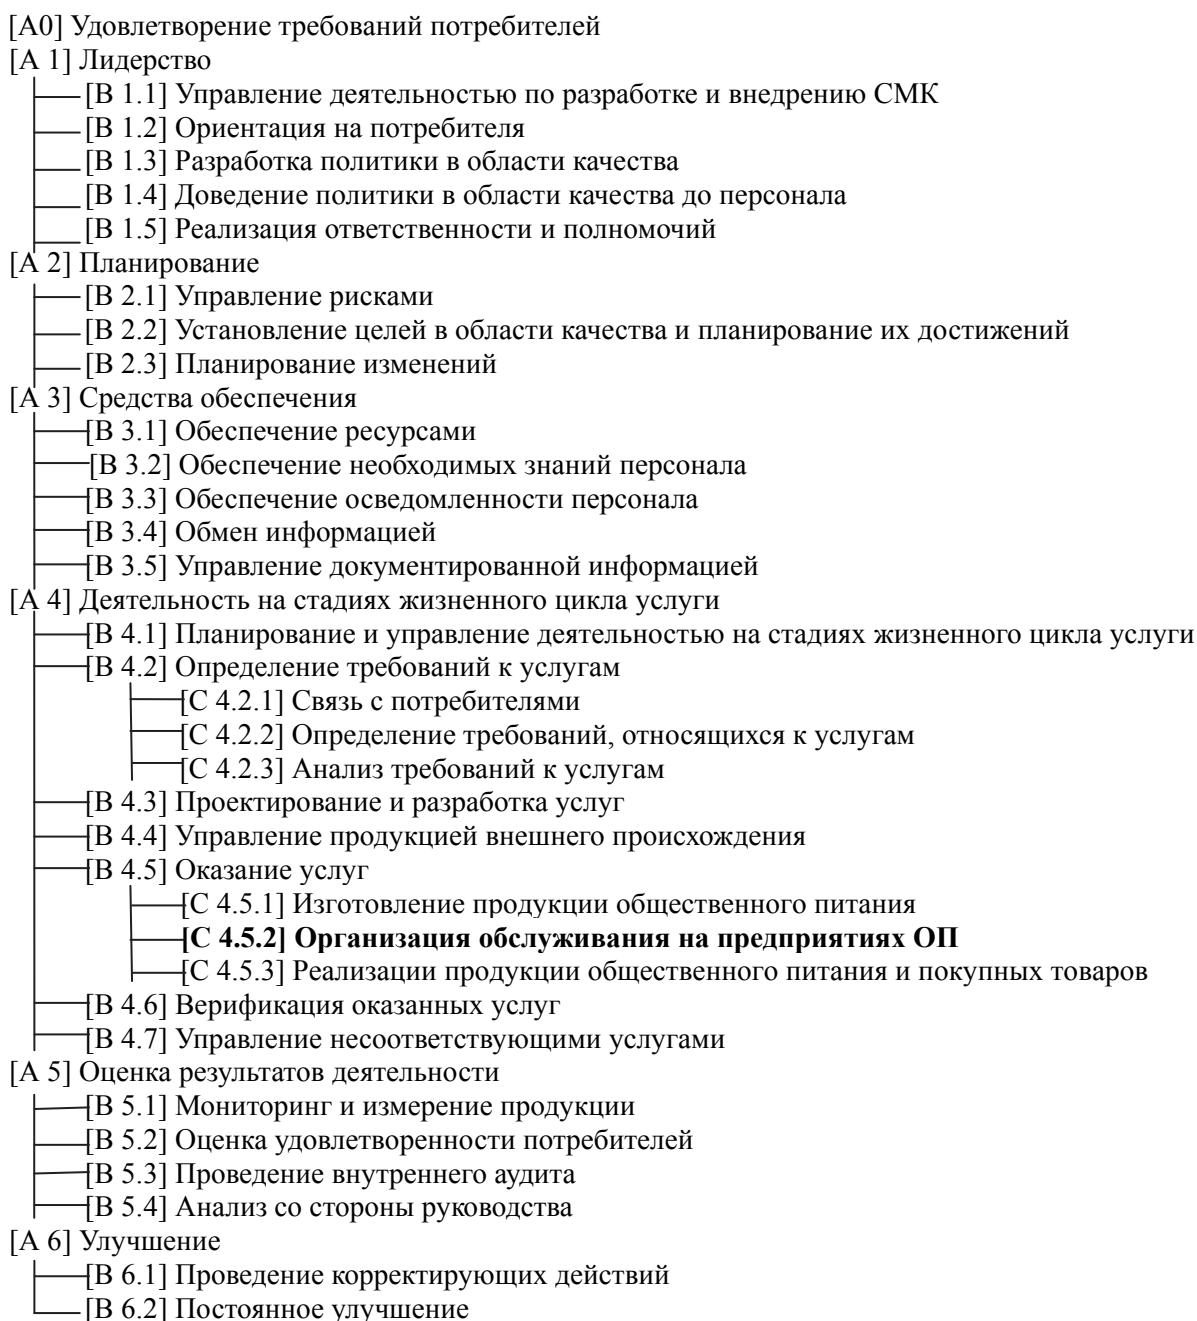 [А0] Удовлетворение требований потребителей
[А 1] Лидерство
[В 1.1] Управление деятельностью по разработке и внедрению СМК
[В 1.2] Ориентация на потребителя
[В 1.3] Разработка политики в области качества
[В 1.4] Доведение политики в области качества до персонала
[В 1.5] Реализация ответственности и полномочий
[А 2] Планирование
[В 2.1] Управление рисками
[В 2.2] Установление целей в области качества и планирование их достижений
[В 2.3] Планирование изменений
[А 3] Средства обеспечения
[В 3.1] Обеспечение ресурсами
[В 3.2] Обеспечение необходимых знаний персонала
[В 3.3] Обеспечение осведомленности персонала
[В 3.4] Обмен информацией
[В 3.5] Управление документированной информацией
[А 4] Деятельность на стадиях жизненного цикла услуги
[В 4.1] Планирование и управление деятельностью на стадиях жизненного цикла услуги
[В 4.2] Определение требований к услугам
[С 4.2.1] Связь с потребителями
[С 4.2.2] Определение требований, относящихся к услугам
[С 4.2.3] Анализ требований к услугам
[В 4.3] Проектирование и разработка услуг
[В 4.4] Управление продукцией внешнего происхождения
[В 4.5] Оказание услуг
[С 4.5.1] Изготовление продукции общественного питания
[С 4.5.2] Организация обслуживания на предприятиях ОП
[С 4.5.3] Реализации продукции общественного питания и покупных товаров
[В 4.6] Верификация оказанных услуг
[В 4.7] Управление несоответствующими услугами
[А 5] Оценка результатов деятельности
[В 5.1] Мониторинг и измерение продукции
[В 5.2] Оценка удовлетворенности потребителей
[В 5.3] Проведение внутреннего аудита
[В 5.4] Анализ со стороны руководства
[А 6] Улучшение
[В 6.1] Проведение корректирующих действий
[В 6.2] Постоянное улучшение